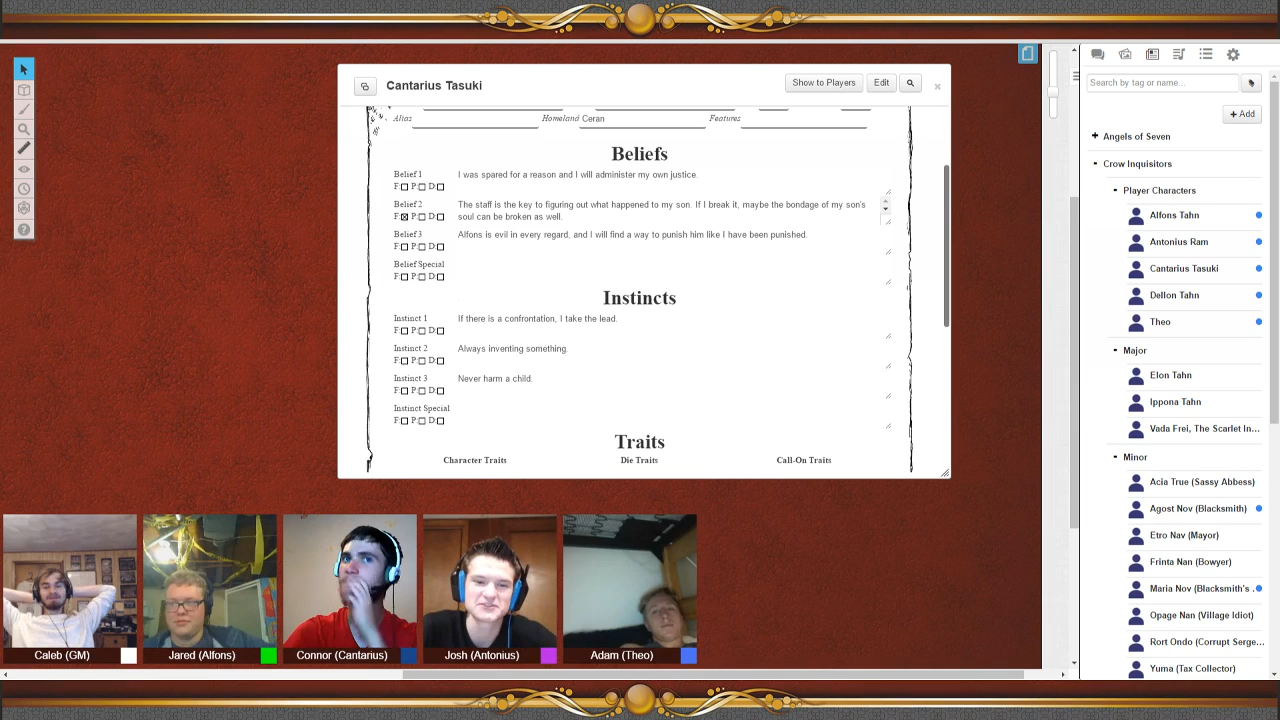 Cantarius Tasuki
Show to Players
Edit
Alias
Homeland Ceran
Features
Beliefs
Belief 1
I was spared for a reason and I will administer my own justice.
F: P: D:
Belief 2
The staff is the key to figuring out what happened to my son. If I break it, maybe the bondage of my son's
soul can be broken as well.
F: P: D:
Belief 3
Alfons is evil in every regard, and I will find a way to punish him like I have been punished.
F: P: D:
Belief Special
F: P: D:
Instincts
Instinct 1
If there is a confrontation, I take the lead.
F: P: D:
Instinct 2
Always inventing something.
F: P: D:
Instinct 3
Never harm a child.
F: P: D:
Instinct Special
F: P: D:
Traits
Character Traits
Die Traits
Call-On Traits
Caleb (GM)
Jared (Alfons)
Connor (Cantarius)
Josh (Antonius)
Adam (Theo)
Search by tag or name...
+ Add
Angels of Seven
Crow Inquisitors
Player Characters
Alfons Tahn
Antonius Ram
Cantarius Tasuki
Dellon Tahn
Theo
Major
Elon Tahn
Ippona Tahn
Vada Frei, The Scarlet In...
Minor
Acia True (Sassy Abbess)
Agost Nov (Blacksmith)
Etro Nav (Mayor)
Frinta Nan (Bowyer)
Maria Nov (Blacksmith's ...
Opage Nan (Village Idiot)
Rort Ondo (Corrupt Serge...
Yuma (Tax Collector)